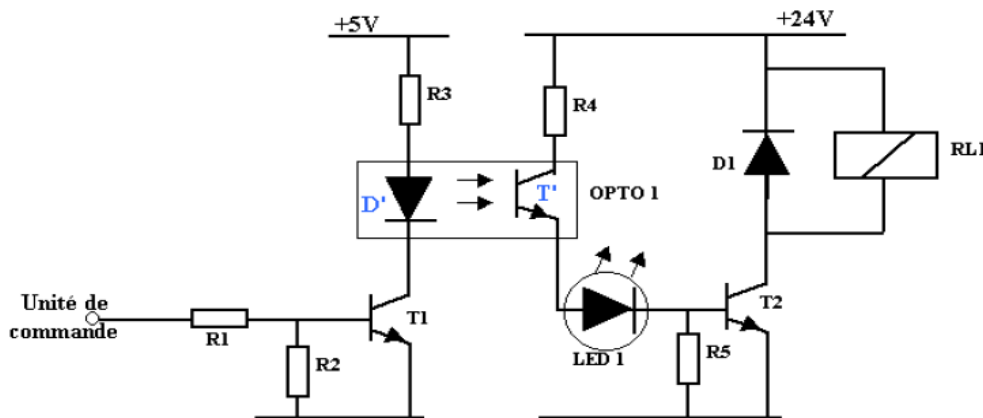 +5V
+24V
R3
R4
D1
RL1
D'
T'
OPTO 1
Unité de
commande
R1
T1
R2
LED 1
R5
T2